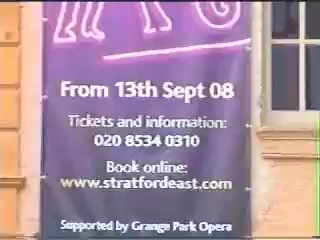 From 13th Sept 08
Tickets and information:
020 8534 0310
Book online:
www.stratfordeast.com
Supported by Grange Park Opera